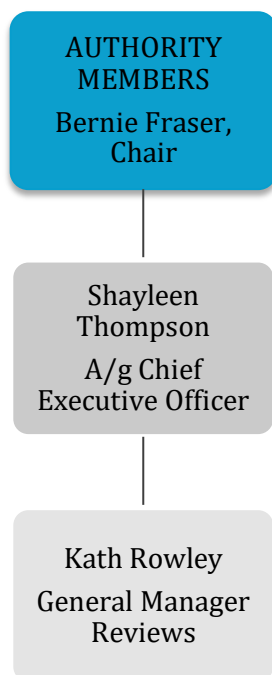 AUTHORITY
MEMBERS
Bernie Fraser,
Chair
Shayleen
Thompson
A/g Chief
Executive Officer
Kath Rowley
General Manager
Reviews